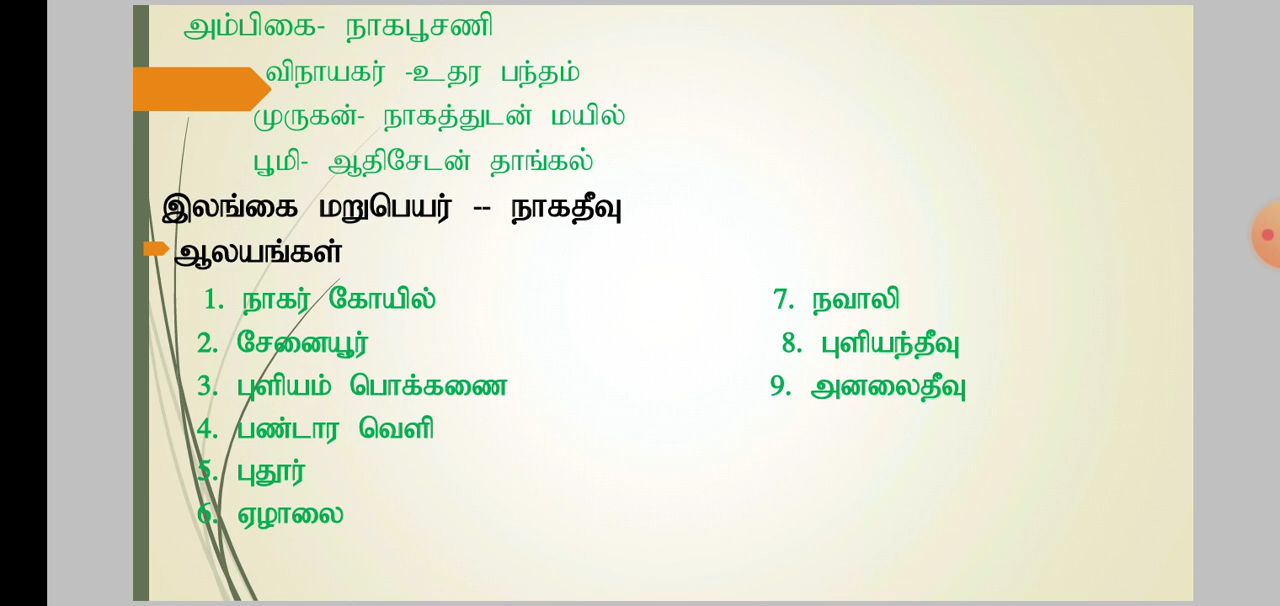 அம்பிகை- நாகபூசணி
விநாயகர் -உதர பந்தம்
முருகன்- நாகத்துடன் மயில்
பூமி- ஆதிசேடன் தாங்கல்
இலங்கை மறுபெயர் -- நாகதீவு
ஆலயங்கள்
1. நாகர் கோயில்
2. சேனையூர்
3. புளியம் பொக்கணை
4. பண்டார வெளி
5. புதூர்
6. ஏழாலை
7. நவாலி
8. புளியந்தீவு
9. அனலைதீவு